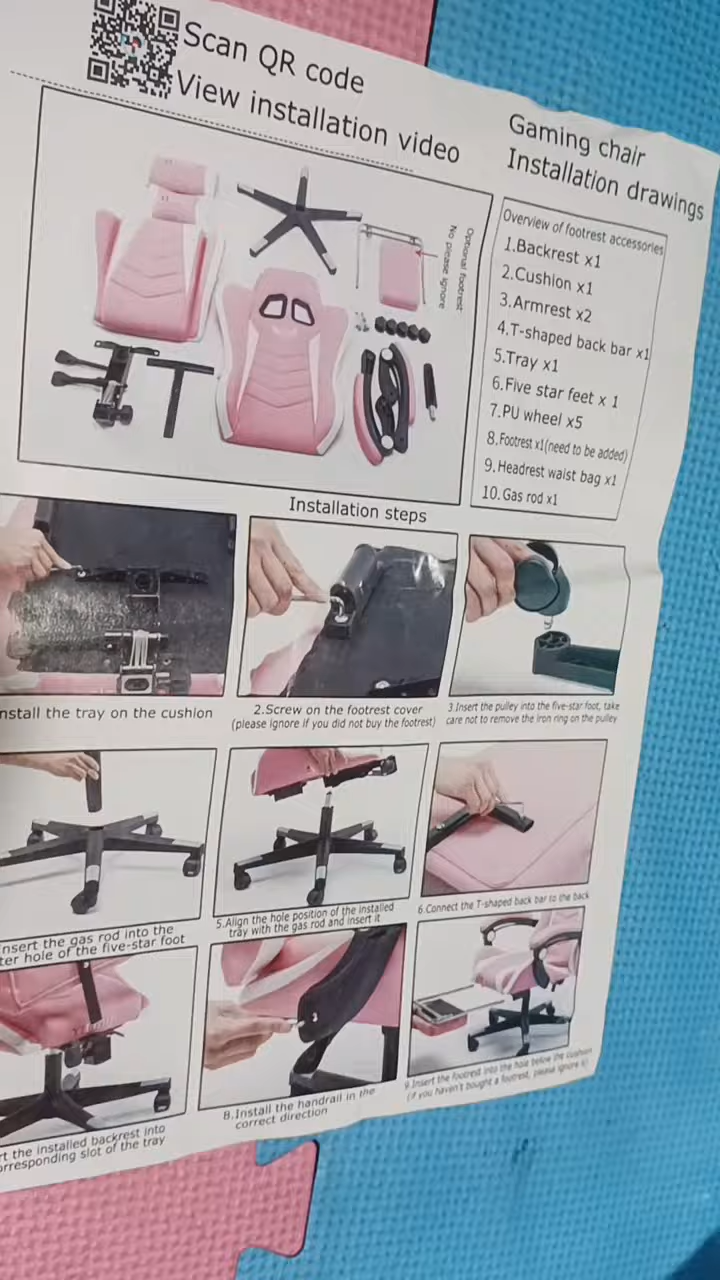 Scan QR code
View installation video
Gaming chair
Installation drawings
Optional footrest
No please ignore
Overview of footrest accessories
1.Backrest x1
2.Cushion x1
3.Armrest x2
4.T-shaped back bar x1
5.Tray x1
6.Five star feet x 1
7.PU wheel x5
8.Footrest x1(need to be added)
9.Headrest waist bag x1
10.Gas rod x1
Installation steps
nstall the tray on the cushion
2.Screw on the footrest cover
(please ignore if you did not buy the footrest)
3.Insert the pulley into the five-star foot, take
care not to remove the iron ring on the pulley
nsert the gas rod into the
ter hole of the five-star foot
5.Align the hole position of the installed
tray with the gas rod and insert it
6.Connect the T-shaped back bar to the back
rt the installed backrest into
orresponding slot of the tray
8.Install the handrail in the
correct direction
9.Insert the footrest into the hole below the cushion
(if you haven't bought a footrest, please ignore it)